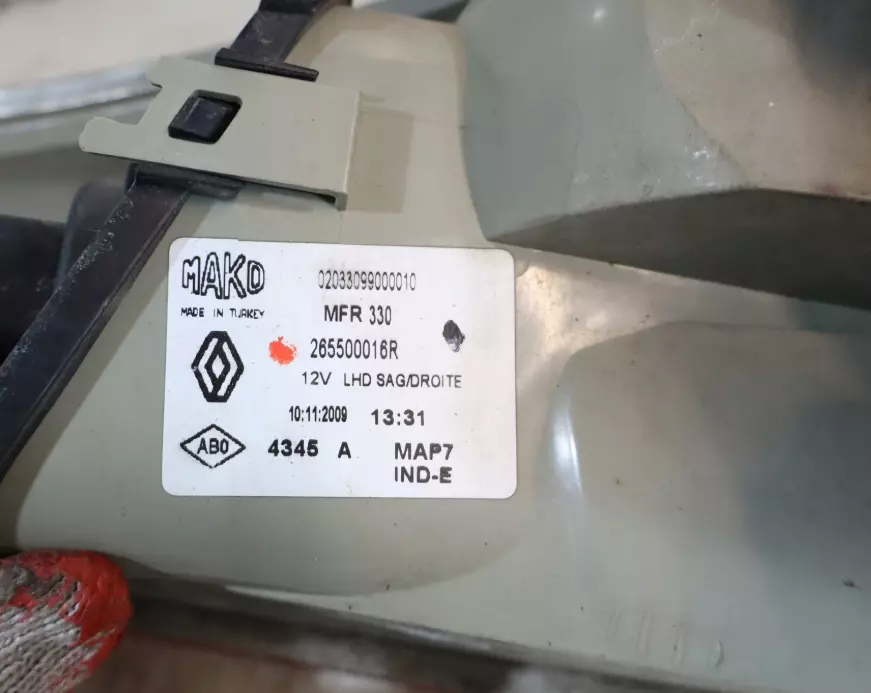 MAKO
02033099000010
MADE IN TURKEY
MFR 330
265500016R
12V LHD SAG/DROITE
10:11:2009 13:31
ABO 4345 A MAP7
IND-E